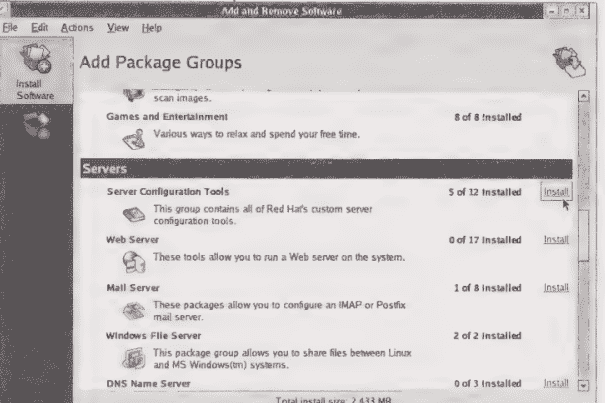 Add and Remove Software
File Edit Actions View Help
Install
Software
Add Package Groups
scan images.
Games and Entertainment 8 of 8 Installed
Various ways to relax and spend your free time.
Servers
Server Configuration Tools 5 of 12 Installed Install
This group contains all of Red Hat's custom server
configuration tools.
Web Server 0 of 17 Installed Install
These tools allow you to run a Web server on the system.
Mail Server 1 of 8 Installed Install
These packages allow you to configure an IMAP or Postfix
mail server.
Windows File Server 2 of 2 Installed
This package group allows you to share files between Linux
and MS Windows(tm) systems.
DNS Name Server 0 of 3 Installed Install
Total install size: 2,433 MB